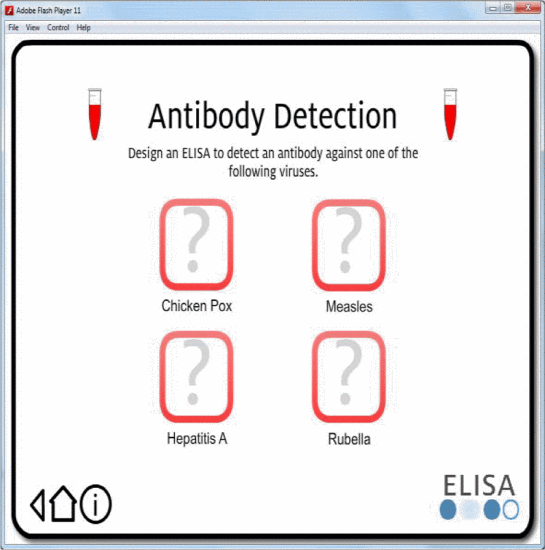 Adobe Flash Player 11
File View Control Help
Antibody Detection
Design an ELISA to detect an antibody against one of the
following viruses.
? ?
Chicken Pox Measles
? ?
Hepatitis A Rubella
i
ELISA